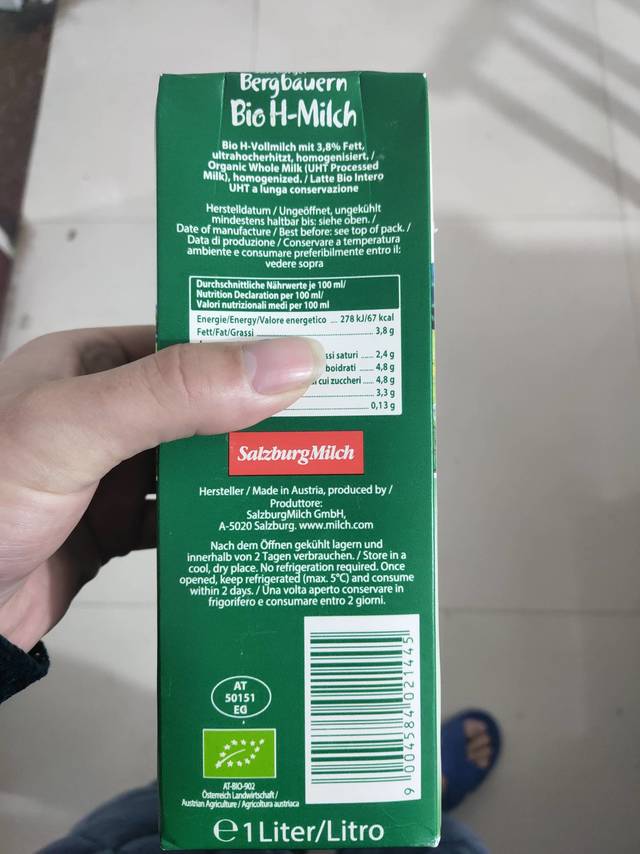 Bergbauern
Bio H-Milch
Bio H-Vollmilch mit 3,8% Fett,
ultrahocherhitzt, homogenisiert. /
Organic Whole Milk (UHT Processed
Milk), homogenized. / Latte Bio Intero
UHT a lunga conservazione
Herstelldatum / Ungeöffnet, ungekühlt
mindestens haltbar bis: siehe oben. /
Date of manufacture / Best before: see top of pack. /
Data di produzione / Conservare a temperatura
ambiente e consumare preferibilmente entro il:
vedere sopra
Durchschnittliche Nährwerte je 100 ml/
Nutrition Declaration per 100 ml/
Valori nutrizionali medi per 100 ml
Energie/Energy/Valore energetico ... 278 kJ/67 kcal
Fett/Fat/Grassi ... 3,8 g
ssi saturi ..... 2,4 g
boidrati ..... 4,8 g
cui zuccheri ..... 4,8 g
3,3 g
0,13 g
SalzburgMilch
Hersteller / Made in Austria, produced by /
Produttore:
SalzburgMilch GmbH,
A-5020 Salzburg. www.milch.com
Nach dem Öffnen gekühlt lagern und
innerhalb von 2 Tagen verbrauchen. / Store in a
cool, dry place. No refrigeration required. Once
opened, keep refrigerated (max. 5°C) and consume
within 2 days. / Una volta aperto conservare in
frigorifero e consumare entro 2 giorni.
AT
50151
EG
AT-BIO-902
Österreich Landwirtschaft /
Austrian Agriculture / Agricoltura austriaca
9 004584 021445
e 1 Liter/Litro